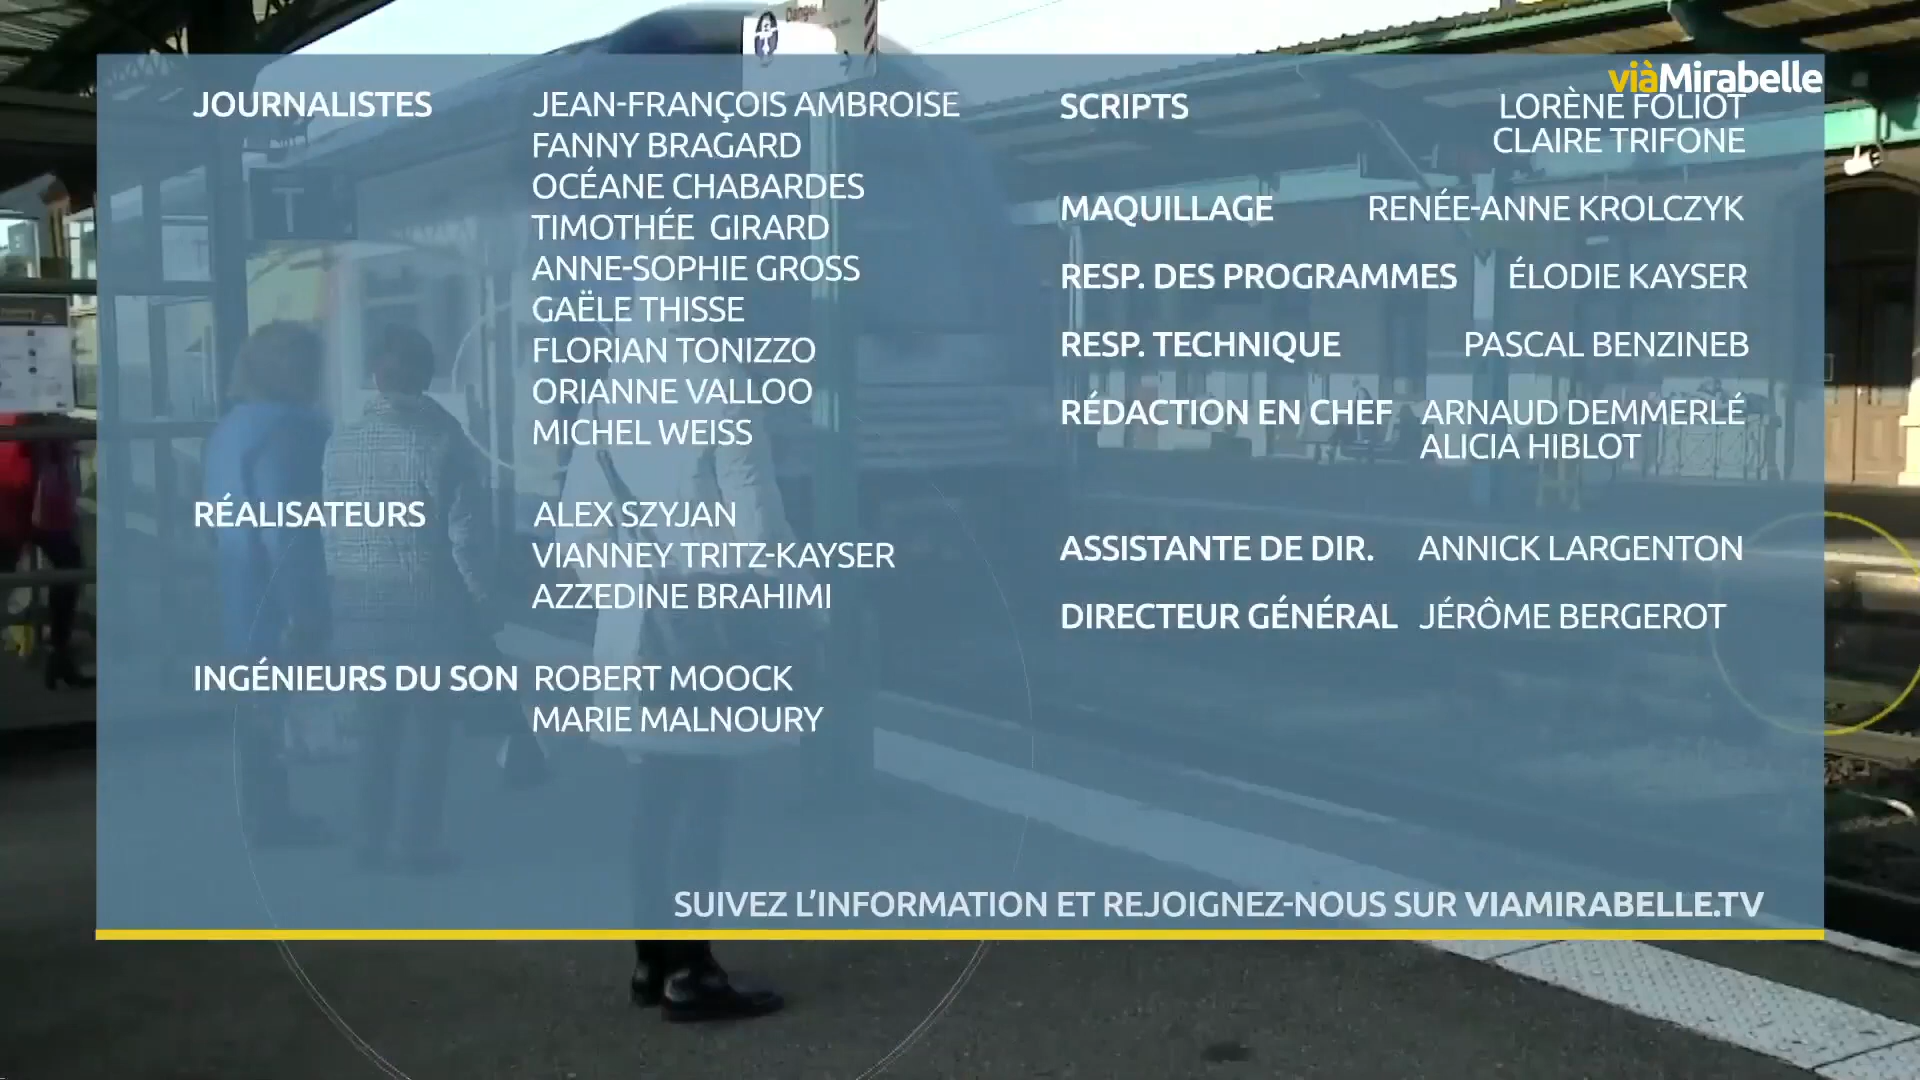 Danger
viàMirabelle
JOURNALISTES JEAN-FRANÇOIS AMBROISE
FANNY BRAGARD
OCÉANE CHABARDES
TIMOTHÉE GIRARD
ANNE-SOPHIE GROSS
GAËLE THISSE
FLORIAN TONIZZO
ORIANNE VALLOO
MICHEL WEISS
RÉALISATEURS ALEX SZYJAN
VIANNEY TRITZ-KAYSER
AZZEDINE BRAHIMI
INGÉNIEURS DU SON ROBERT MOOCK
MARIE MALNOURY
SCRIPTS LORÈNE FOLIOT
CLAIRE TRIFONE
MAQUILLAGE RENÉE-ANNE KROLCZYK
RESP. DES PROGRAMMES ÉLODIE KAYSER
RESP. TECHNIQUE PASCAL BENZINEB
RÉDACTION EN CHEF ARNAUD DEMMERLÉ
ALICIA HIBLOT
ASSISTANTE DE DIR. ANNICK LARGENTON
DIRECTEUR GÉNÉRAL JÉRÔME BERGEROT
SUIVEZ L'INFORMATION ET REJOIGNEZ-NOUS SUR VIAMIRABELLE.TV
T